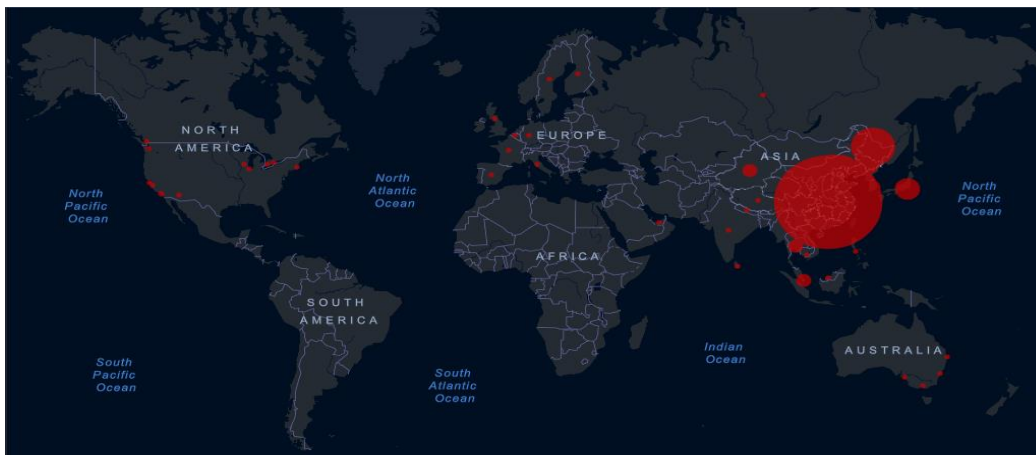 NORTH
AMERICA
EUROPE
ASIA
North
Pacific
Ocean
North
Atlantic
Ocean
North
Pacific
Ocean
AFRICA
SOUTH
AMERICA
Indian
Ocean
AUSTRALIA
South
Pacific
Ocean
South
Atlantic
Ocean